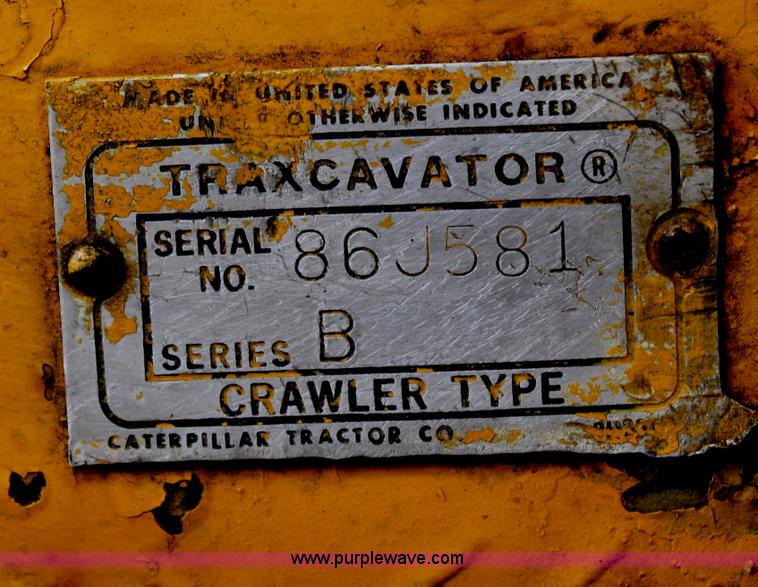 MADE IN UNITED STATES OF AMERICA
OTHERWISE INDICATED
TRAXCAVATOR®
SERIAL NO. 86J581
SERIES B
CRAWLER TYPE
CATERPILLAR TRACTOR CO.
www.purplewave.com